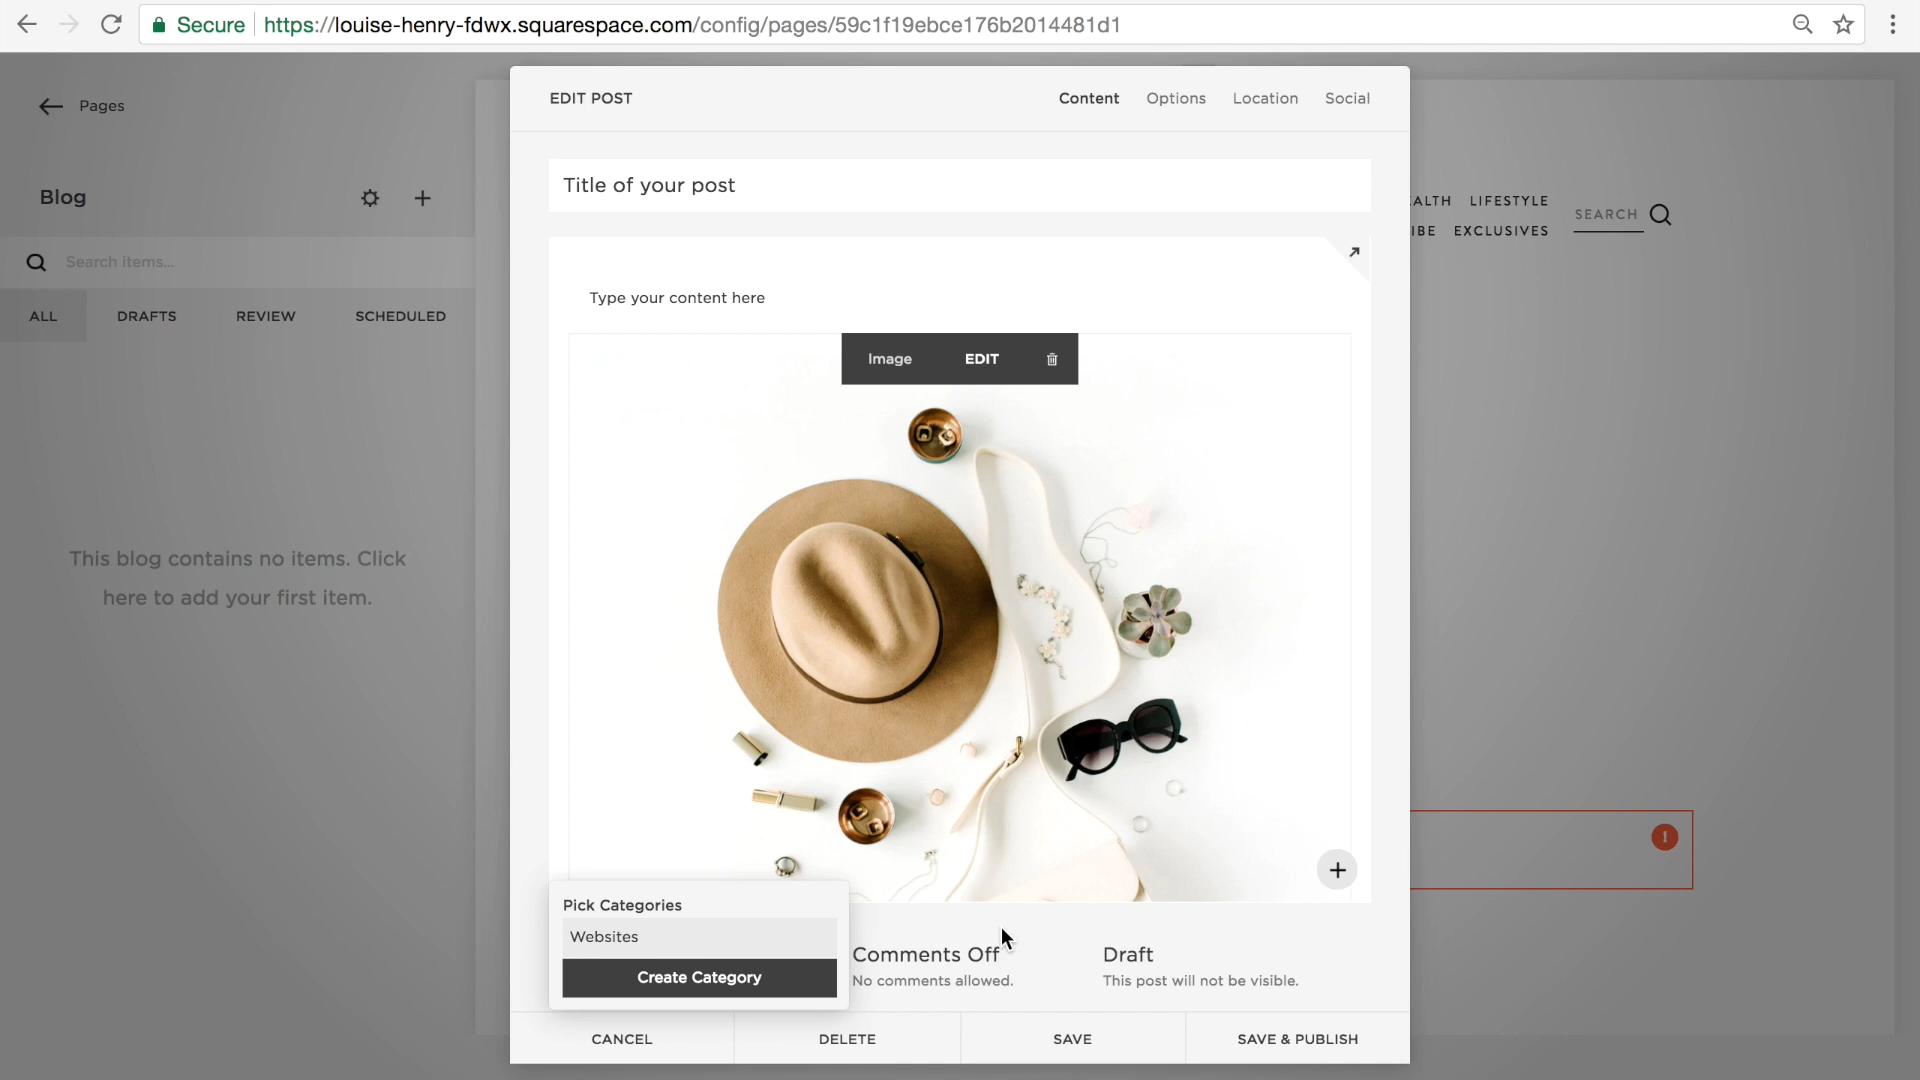 Secure
https://louise-henry-fdwx.squarespace.com/config/pages/59c1f19ebce176b2014481d1
Pages
Blog
Search items...
ALL DRAFTS REVIEW SCHEDULED
This blog contains no items. Click
here to add your first item.
EDIT POST
Content Options Location Social
Title of your post
Type your content here
Image EDIT
Pick Categories
Websites
Create Category
Comments Off
No comments allowed.
Draft
This post will not be visible.
CANCEL DELETE SAVE SAVE & PUBLISH
LIFESTYLE
EXCLUSIVES
SEARCH
!